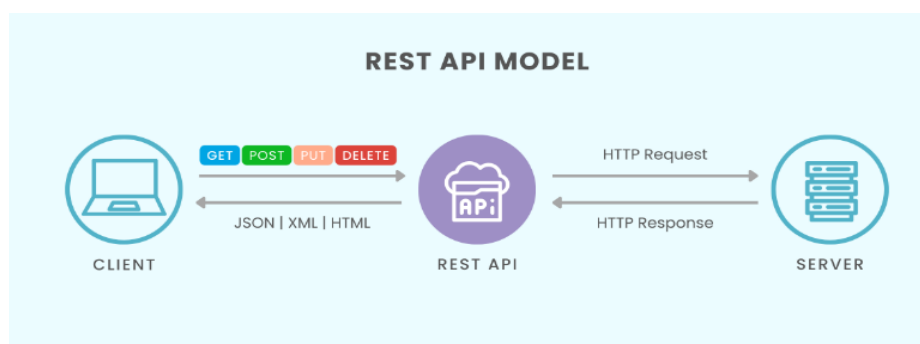 REST API MODEL
GET POST PUT DELETE
HTTP Request
API
JSON | XML | HTML
HTTP Response
CLIENT
REST API
SERVER